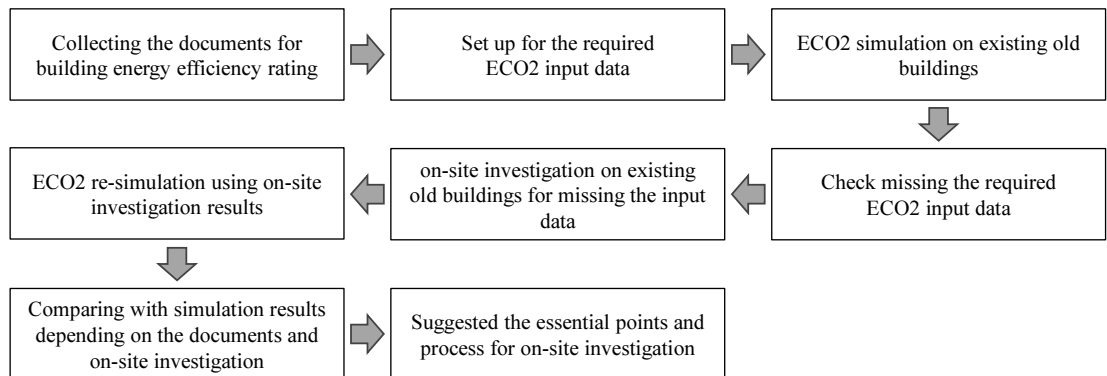 Collecting the documents for
building energy efficiency rating
Set up for the required
ECO2 input data
ECO2 simulation on existing old
buildings
Check missing the required
ECO2 input data
on-site investigation on existing
old buildings for missing the input
data
ECO2 re-simulation using on-site
investigation results
Comparing with simulation results
depending on the documents and
on-site investigation
Suggested the essential points and
process for on-site investigation